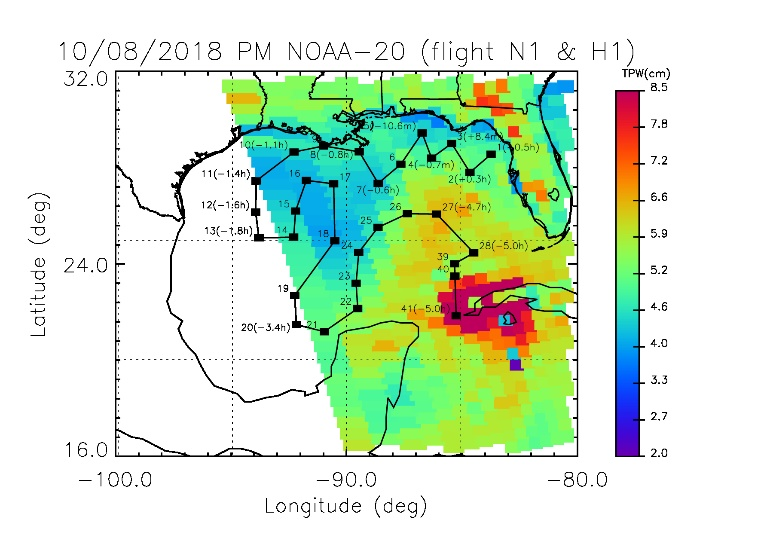 10/08/2018 PM NOAA-20 (flight N1 & H1)
TPW(cm)
32.0
24.0
16.0
Latitude (deg)
-100.0
-90.0
-80.0
Longitude (deg)
8.5
7.8
7.2
6.6
5.9
5.2
4.6
4.0
3.3
2.7
2.0
(-10.6m)
3(+8.4m)
1(+0.5h)
10(-1.1h)
9
8(-0.8h)
6
4(-0.7m)
2(+0.3h)
11(-1.4h)
16
17
7(-0.6h)
12(-1.6h)
15
26
27(-4.7h)
13(-1.8h)
14
18
25
24
28(-5.0h)
39
40
23
19
22
41(-5.0h)
20(-3.4h)
21